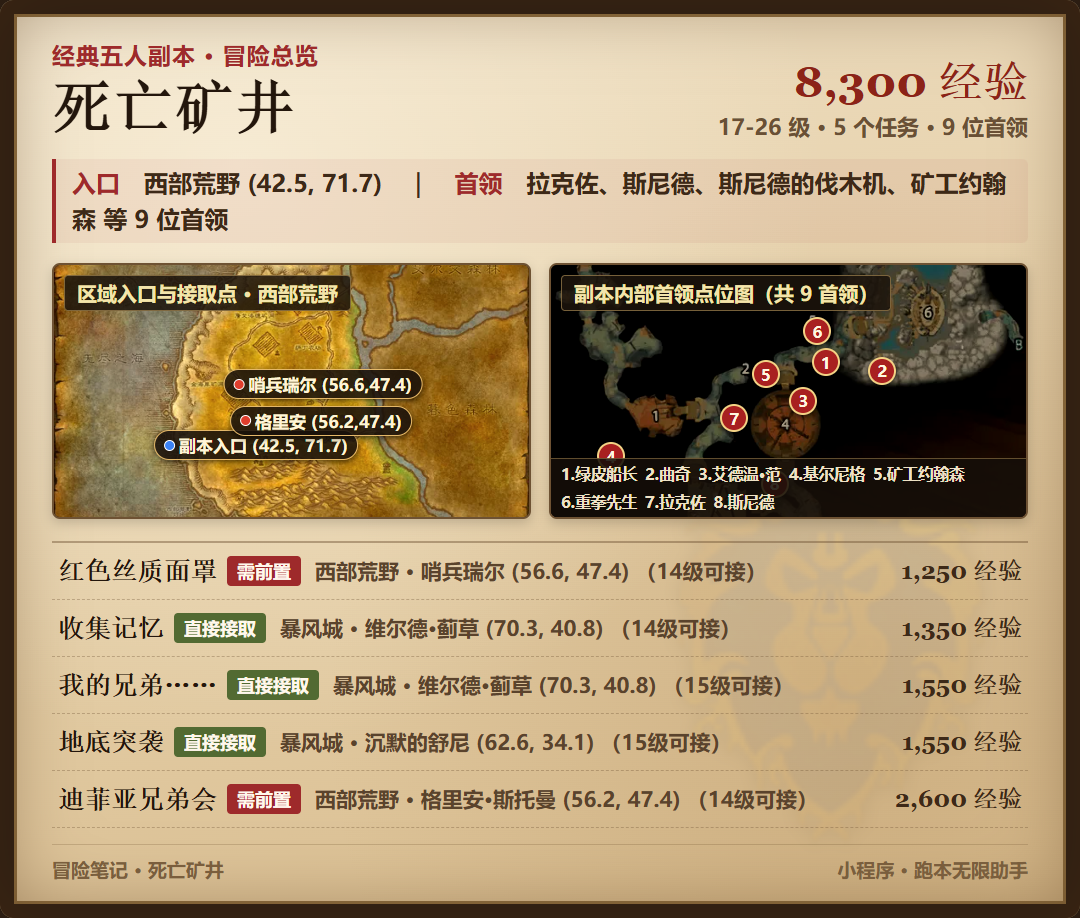 经典五人副本 • 冒险总览
死亡矿井
8,300 经验
17-26 级 • 5 个任务 • 9 位首领
入口 西部荒野 (42.5, 71.7) | 首领 拉克佐、斯尼德、斯尼德的伐木机、矿工约翰
森 等 9 位首领
区域入口与接取点 • 西部荒野
哨兵瑞尔 (56.6,47.4)
格里安 (56.2,47.4)
副本入口 (42.5, 71.7)
副本内部首领点位图（共 9 首领）
6
6
1
2
B
2
5
3
1
7
4
4
1.绿皮船长 2.曲奇 3.艾德温•范 4.基尔尼格 5.矿工约翰森
6.重拳先生 7.拉克佐 8.斯尼德
红色丝质面罩 需前置 西部荒野 • 哨兵瑞尔 (56.6, 47.4) （14级可接） 1,250 经验
收集记忆 直接接取 暴风城 • 维尔德•蓟草 (70.3, 40.8) （14级可接） 1,350 经验
我的兄弟…… 直接接取 暴风城 • 维尔德•蓟草 (70.3, 40.8) （15级可接） 1,550 经验
地底突袭 直接接取 暴风城 • 沉默的舒尼 (62.6, 34.1) （15级可接） 1,550 经验
迪菲亚兄弟会 需前置 西部荒野 • 格里安•斯托曼 (56.2, 47.4) （14级可接） 2,600 经验
冒险笔记 • 死亡矿井
小程序 • 跑本无限助手